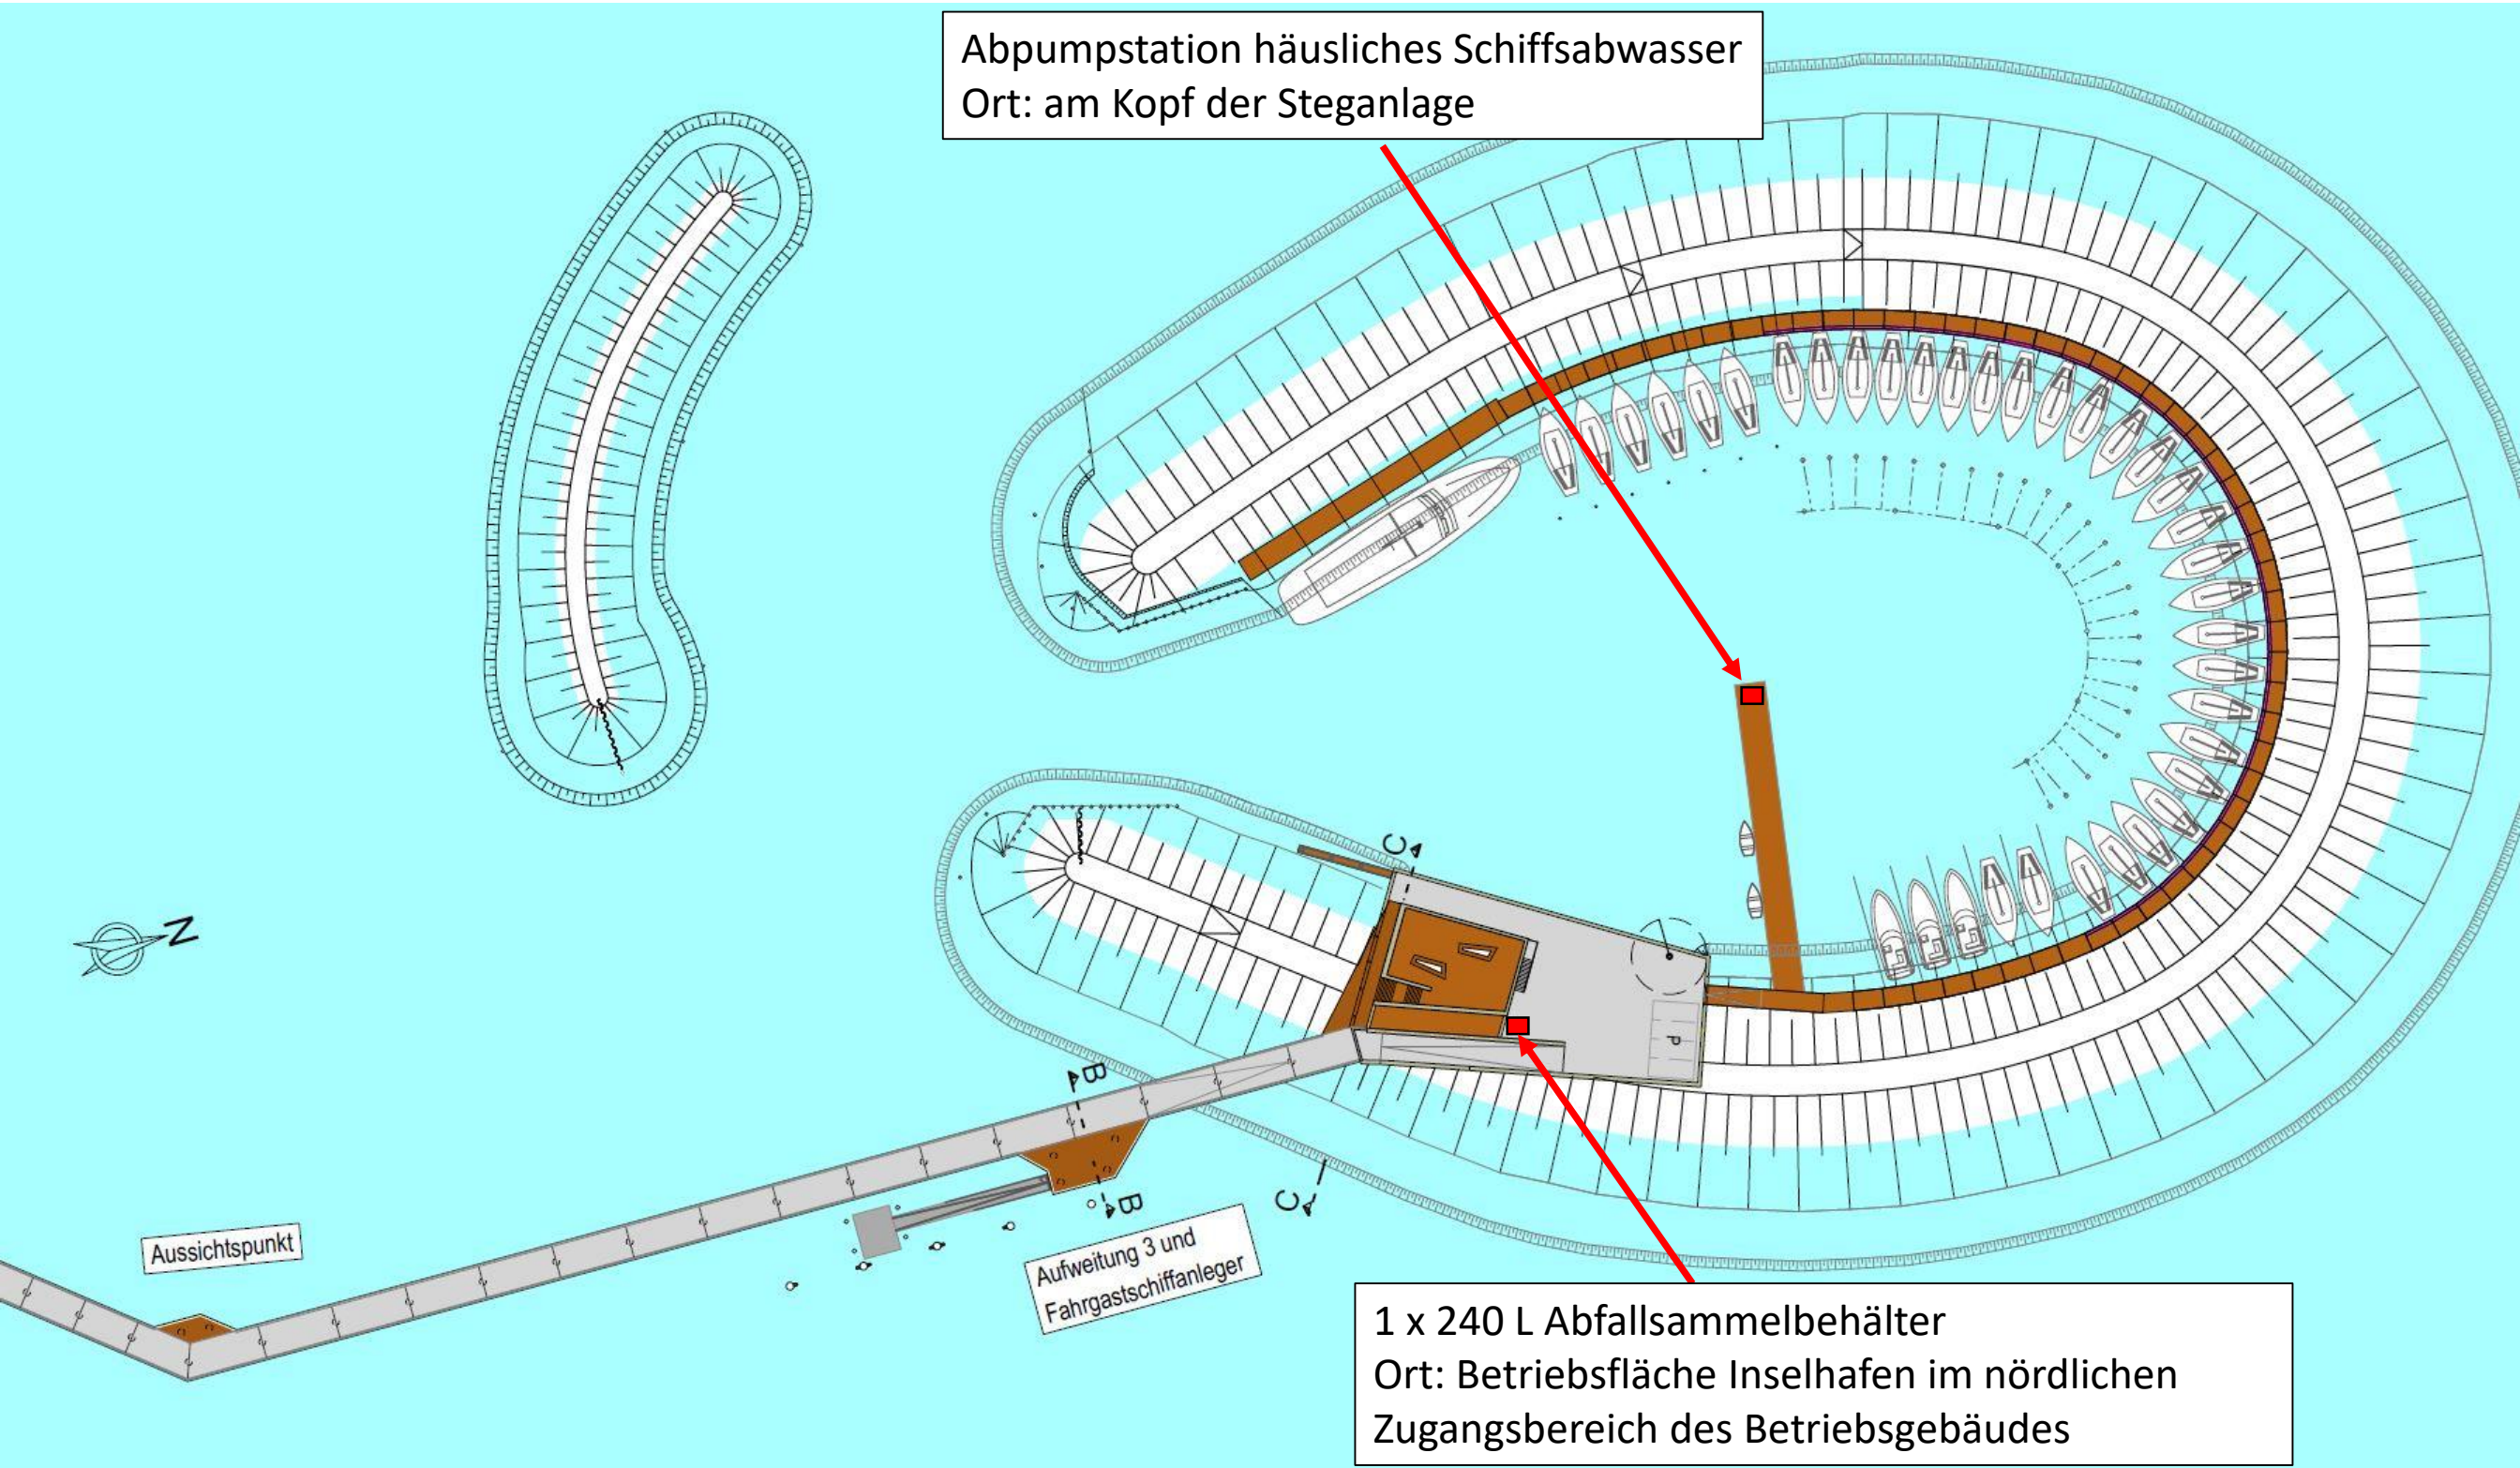 Abpumpstation häusliches Schiffsabwasser
Ort: am Kopf der Steganlage
N
C
C
B
B
P
Aussichtspunkt
Aufweitung 3 und
Fahrgastschiffanleger
1 x 240 L Abfallsammelbehälter
Ort: Betriebsfläche Inselhafen im nördlichen
Zugangsbereich des Betriebsgebäudes